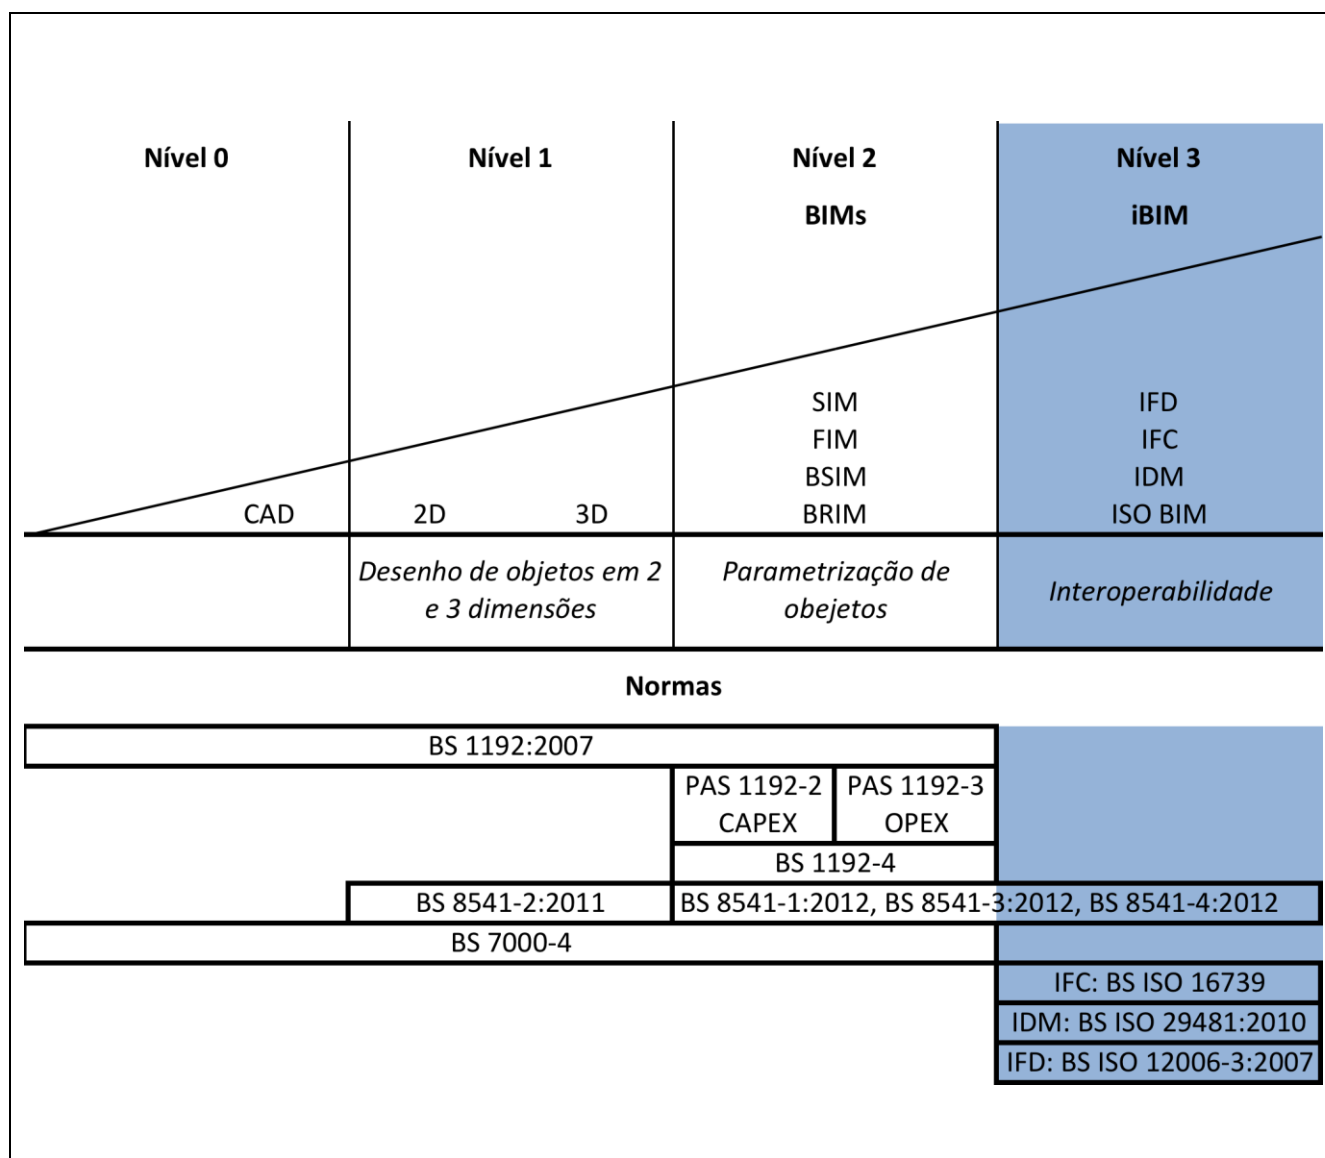 Nível 0 Nível 1 Nível 2 Nível 3
BIMs iBIM
SIM IFD
FIM IFC
BSIM IDM
CAD 2D 3D BRIM ISO BIM
Desenho de objetos em 2 Parametrização de
Interoperabilidade
e 3 dimensões obejetos
Normas
BS 1192:2007
PAS 1192-2 PAS 1192-3
CAPEX OPEX
BS 1192-4
BS 8541-2:2011 BS 8541-1:2012, BS 8541-3:2012, BS 8541-4:2012
BS 7000-4
IFC: BS ISO 16739
IDM: BS ISO 29481:2010
IFD: BS ISO 12006-3:2007